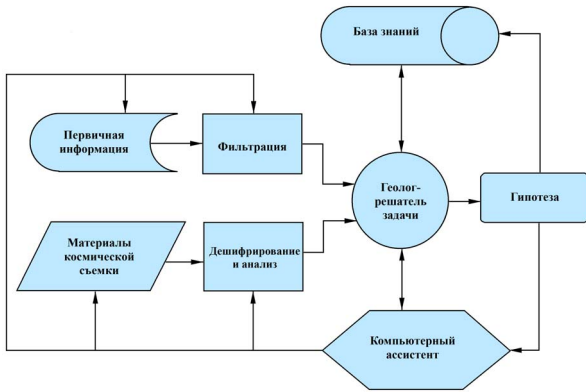 База знаний
Первичная
информация
Фильтрация
Геолог-
решатель
задачи
Гипотеза
Материалы
космической
съемки
Дешифрирование
и анализ
Компьютерный
ассистент